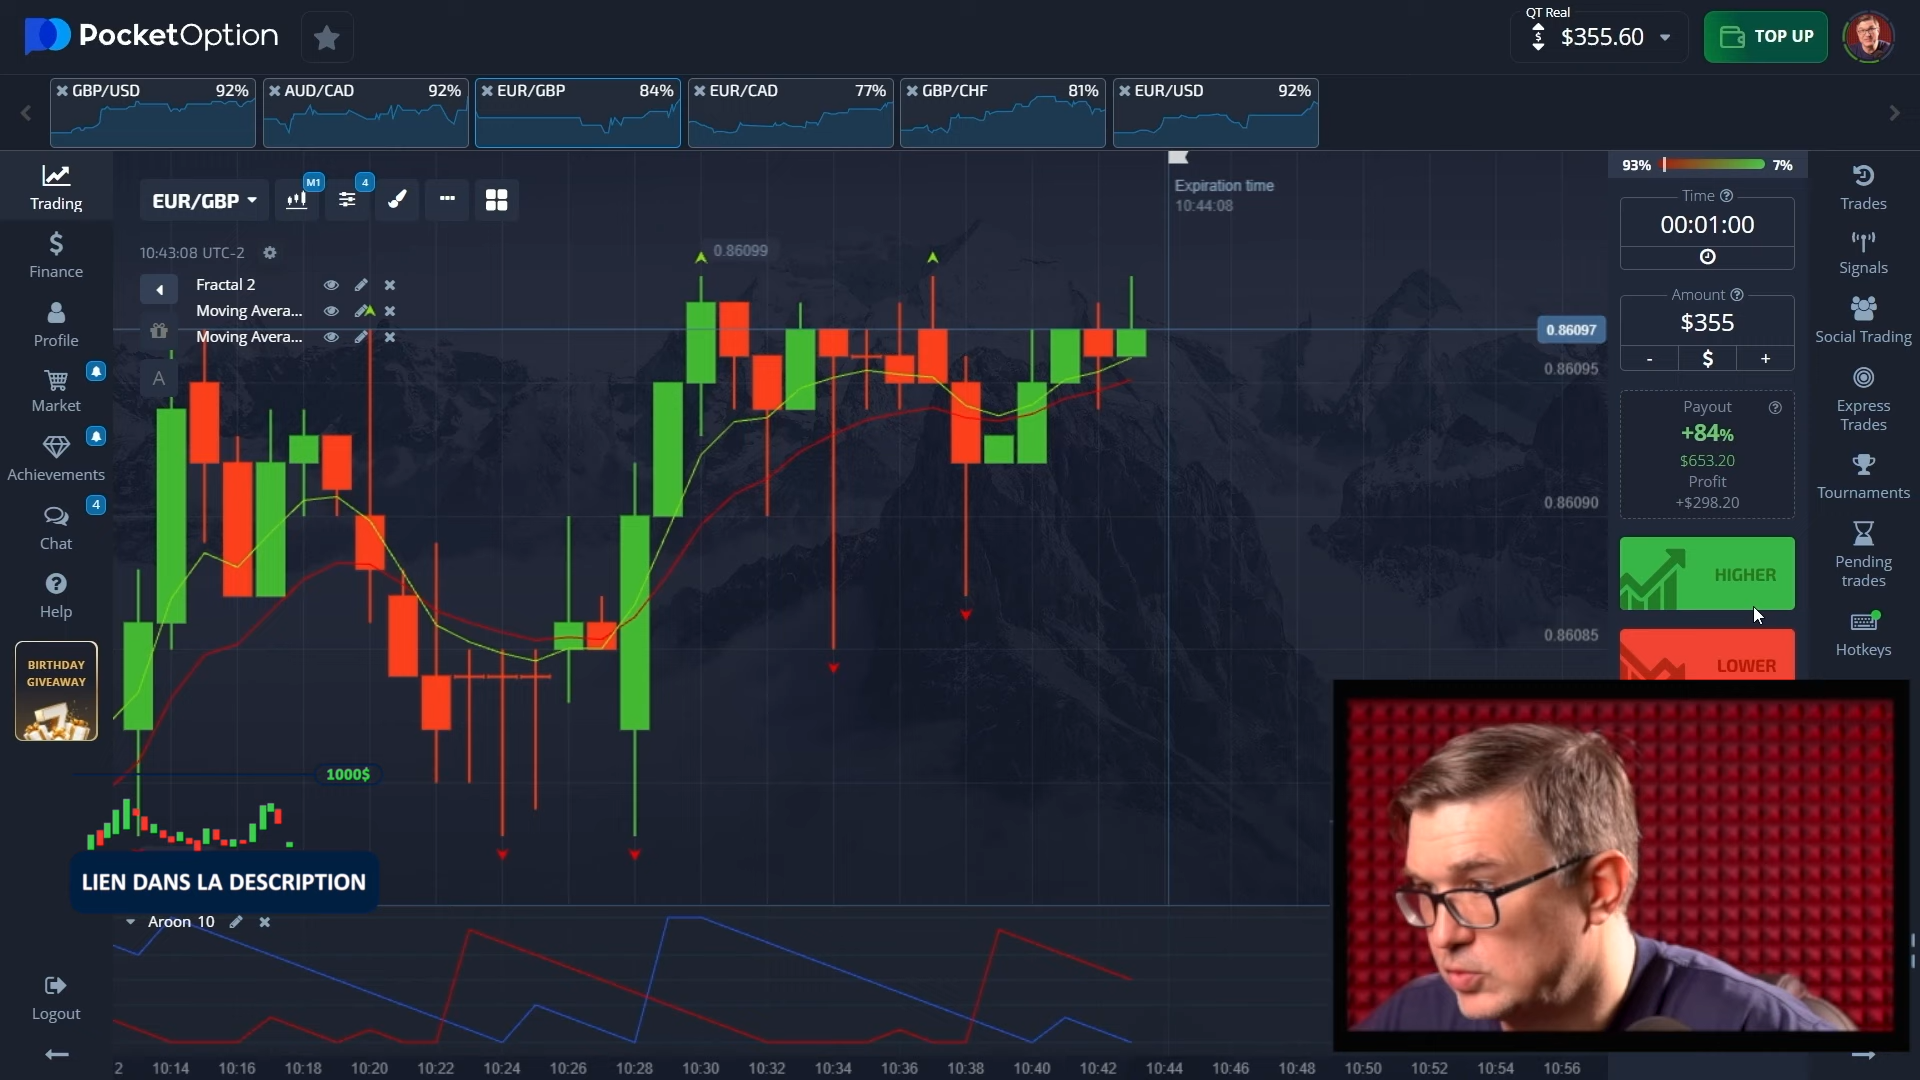 PocketOption
QT Real
$
$355.60
TOP UP
GBP/USD 92%
AUD/CAD 92%
EUR/GBP 84%
EUR/CAD 77%
GBP/CHF 81%
EUR/USD 92%
Trading
Finance
Profile
Market
Achievements
4
Chat
Help
BIRTHDAY
GIVEAWAY
Logout
EUR/GBP
M1
4
10:43:08 UTC-2
Fractal 2
Moving Avera...
Moving Avera...
A
0.86099
Expiration time
10:44:08
0.86097
0.86095
0.86090
0.86085
1000$
LIEN DANS LA DESCRIPTION
Aroon 10
2 10:14 10:16 10:18 10:20 10:22 10:24 10:26 10:28 10:30 10:32 10:34 10:36 10:38 10:40 10:42 10:44 10:46 10:48 10:50 10:52 10:54 10:56
93% 7%
Time
00:01:00
Amount
$355
- $ +
Payout
+84%
$653.20
Profit
+$298.20
HIGHER
LOWER
Trades
Signals
Social Trading
Express
Trades
Tournaments
Pending
trades
Hotkeys